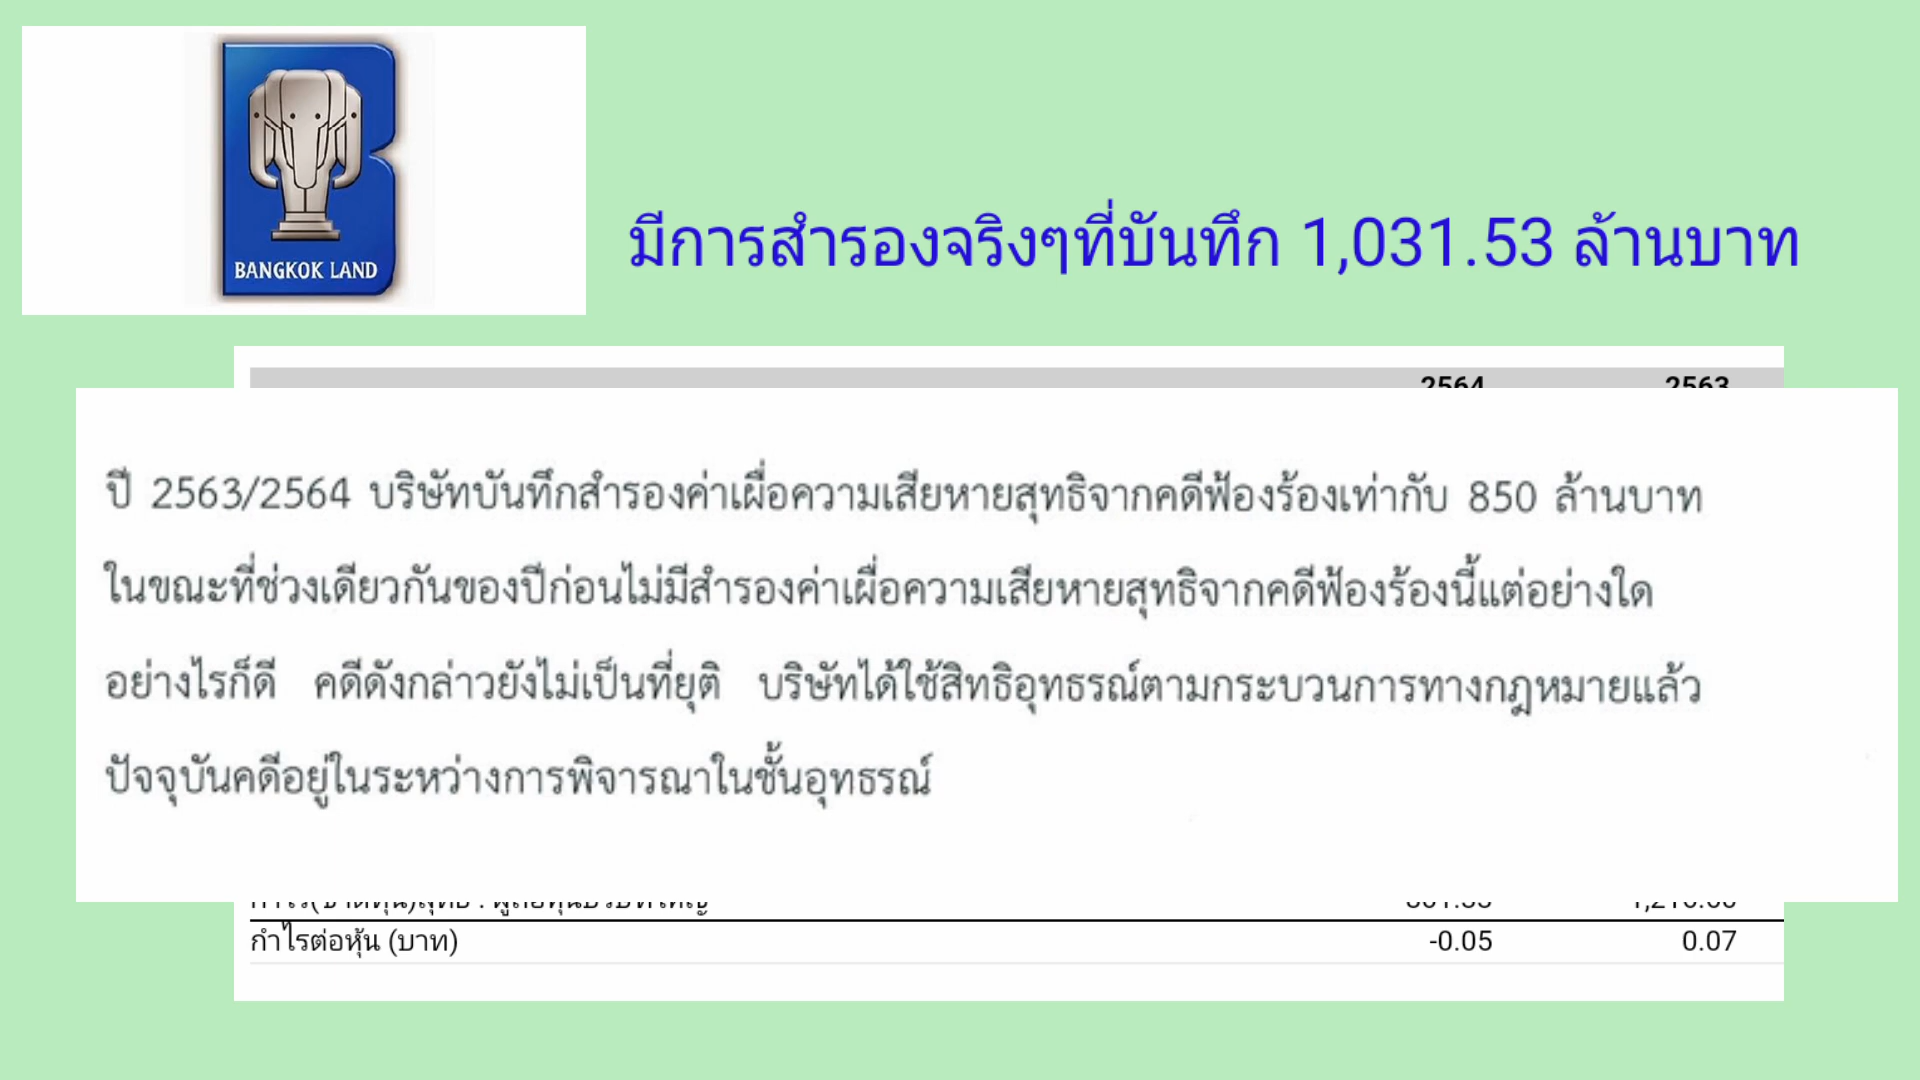 BANGKOK LAND
มีการสำรองจริงๆที่บันทึก 1,031.53 ล้านบาท
2564 2563
ปี 2563/2564 บริษัทบันทึกสำรองค่าเผื่อความเสียหายสุทธิจากคดีฟ้องร้องเท่ากับ 850 ล้านบาท
ในขณะที่ช่วงเดียวกันของปีก่อนไม่มีสำรองค่าเผื่อความเสียหายสุทธิจากคดีฟ้องร้องนี้แต่อย่างใด
อย่างไรก็ดี คดีดังกล่าวยังไม่เป็นที่ยุติ บริษัทได้ใช้สิทธิอุทธรณ์ตามกระบวนการทางกฎหมายแล้ว
ปัจจุบันคดีอยู่ในระหว่างการพิจารณาในชั้นอุทธรณ์
กำไรต่อหุ้น (บาท) -0.05 0.07